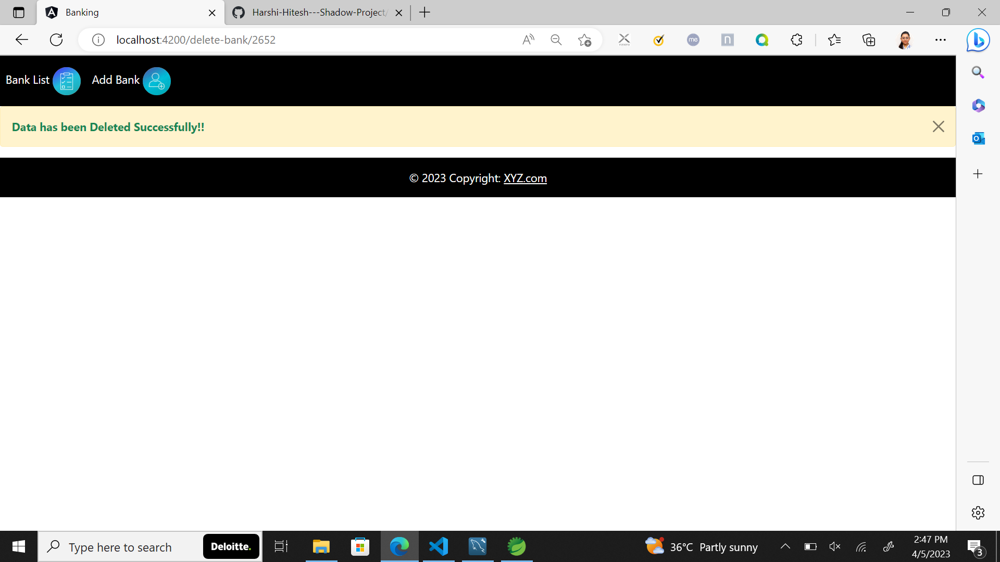 Banking
Harshi-Hitesh---Shadow-Project/
localhost:4200/delete-bank/2652
me
n
Bank List
Add Bank
Data has been Deleted Successfully!!
© 2023 Copyright: XYZ.com
Type here to search
Deloitte.
36°C Partly sunny
2:47 PM
4/5/2023
3